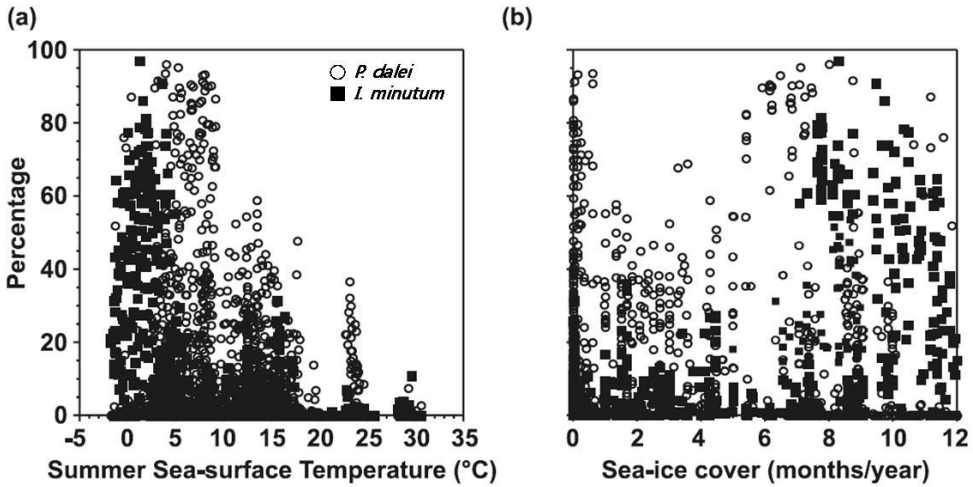 (a)
(b)
100
80
60
40
20
0
Percentage
P. dalei
I. minutum
-5 0 5 10 15 20 25 30 35
0 2 4 6 8 10 12
Summer Sea-surface Temperature (°C)
Sea-ice cover (months/year)